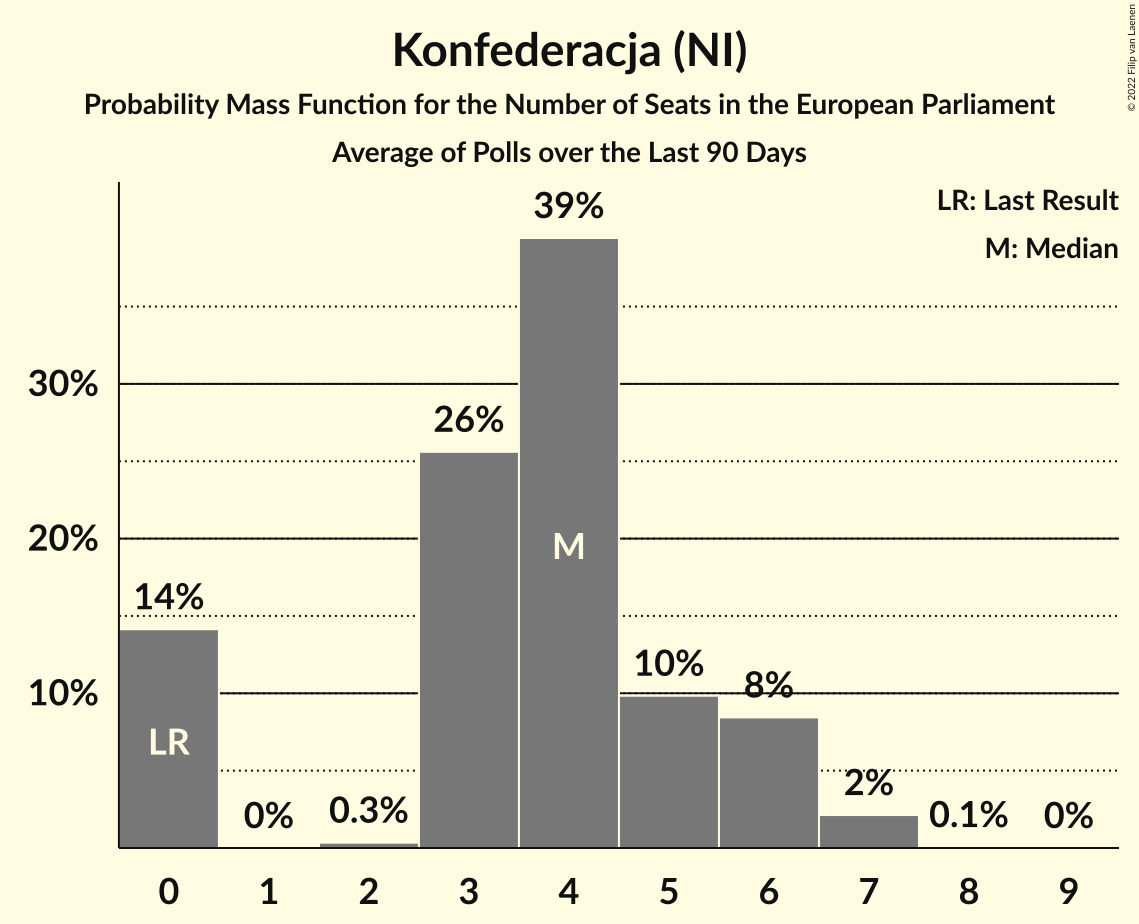 Konfederacja (NI)
Probability Mass Function for the Number of Seats in the European Parliament
Average of Polls over the Last 90 Days
© 2022 Filip van Laenen
LR: Last Result
M: Median
39%
30%
26%
20%
M
14%
10%
10%
8%
LR
2%
0%
0.3%
0.1%
0%
0 1 2 3 4 5 6 7 8 9